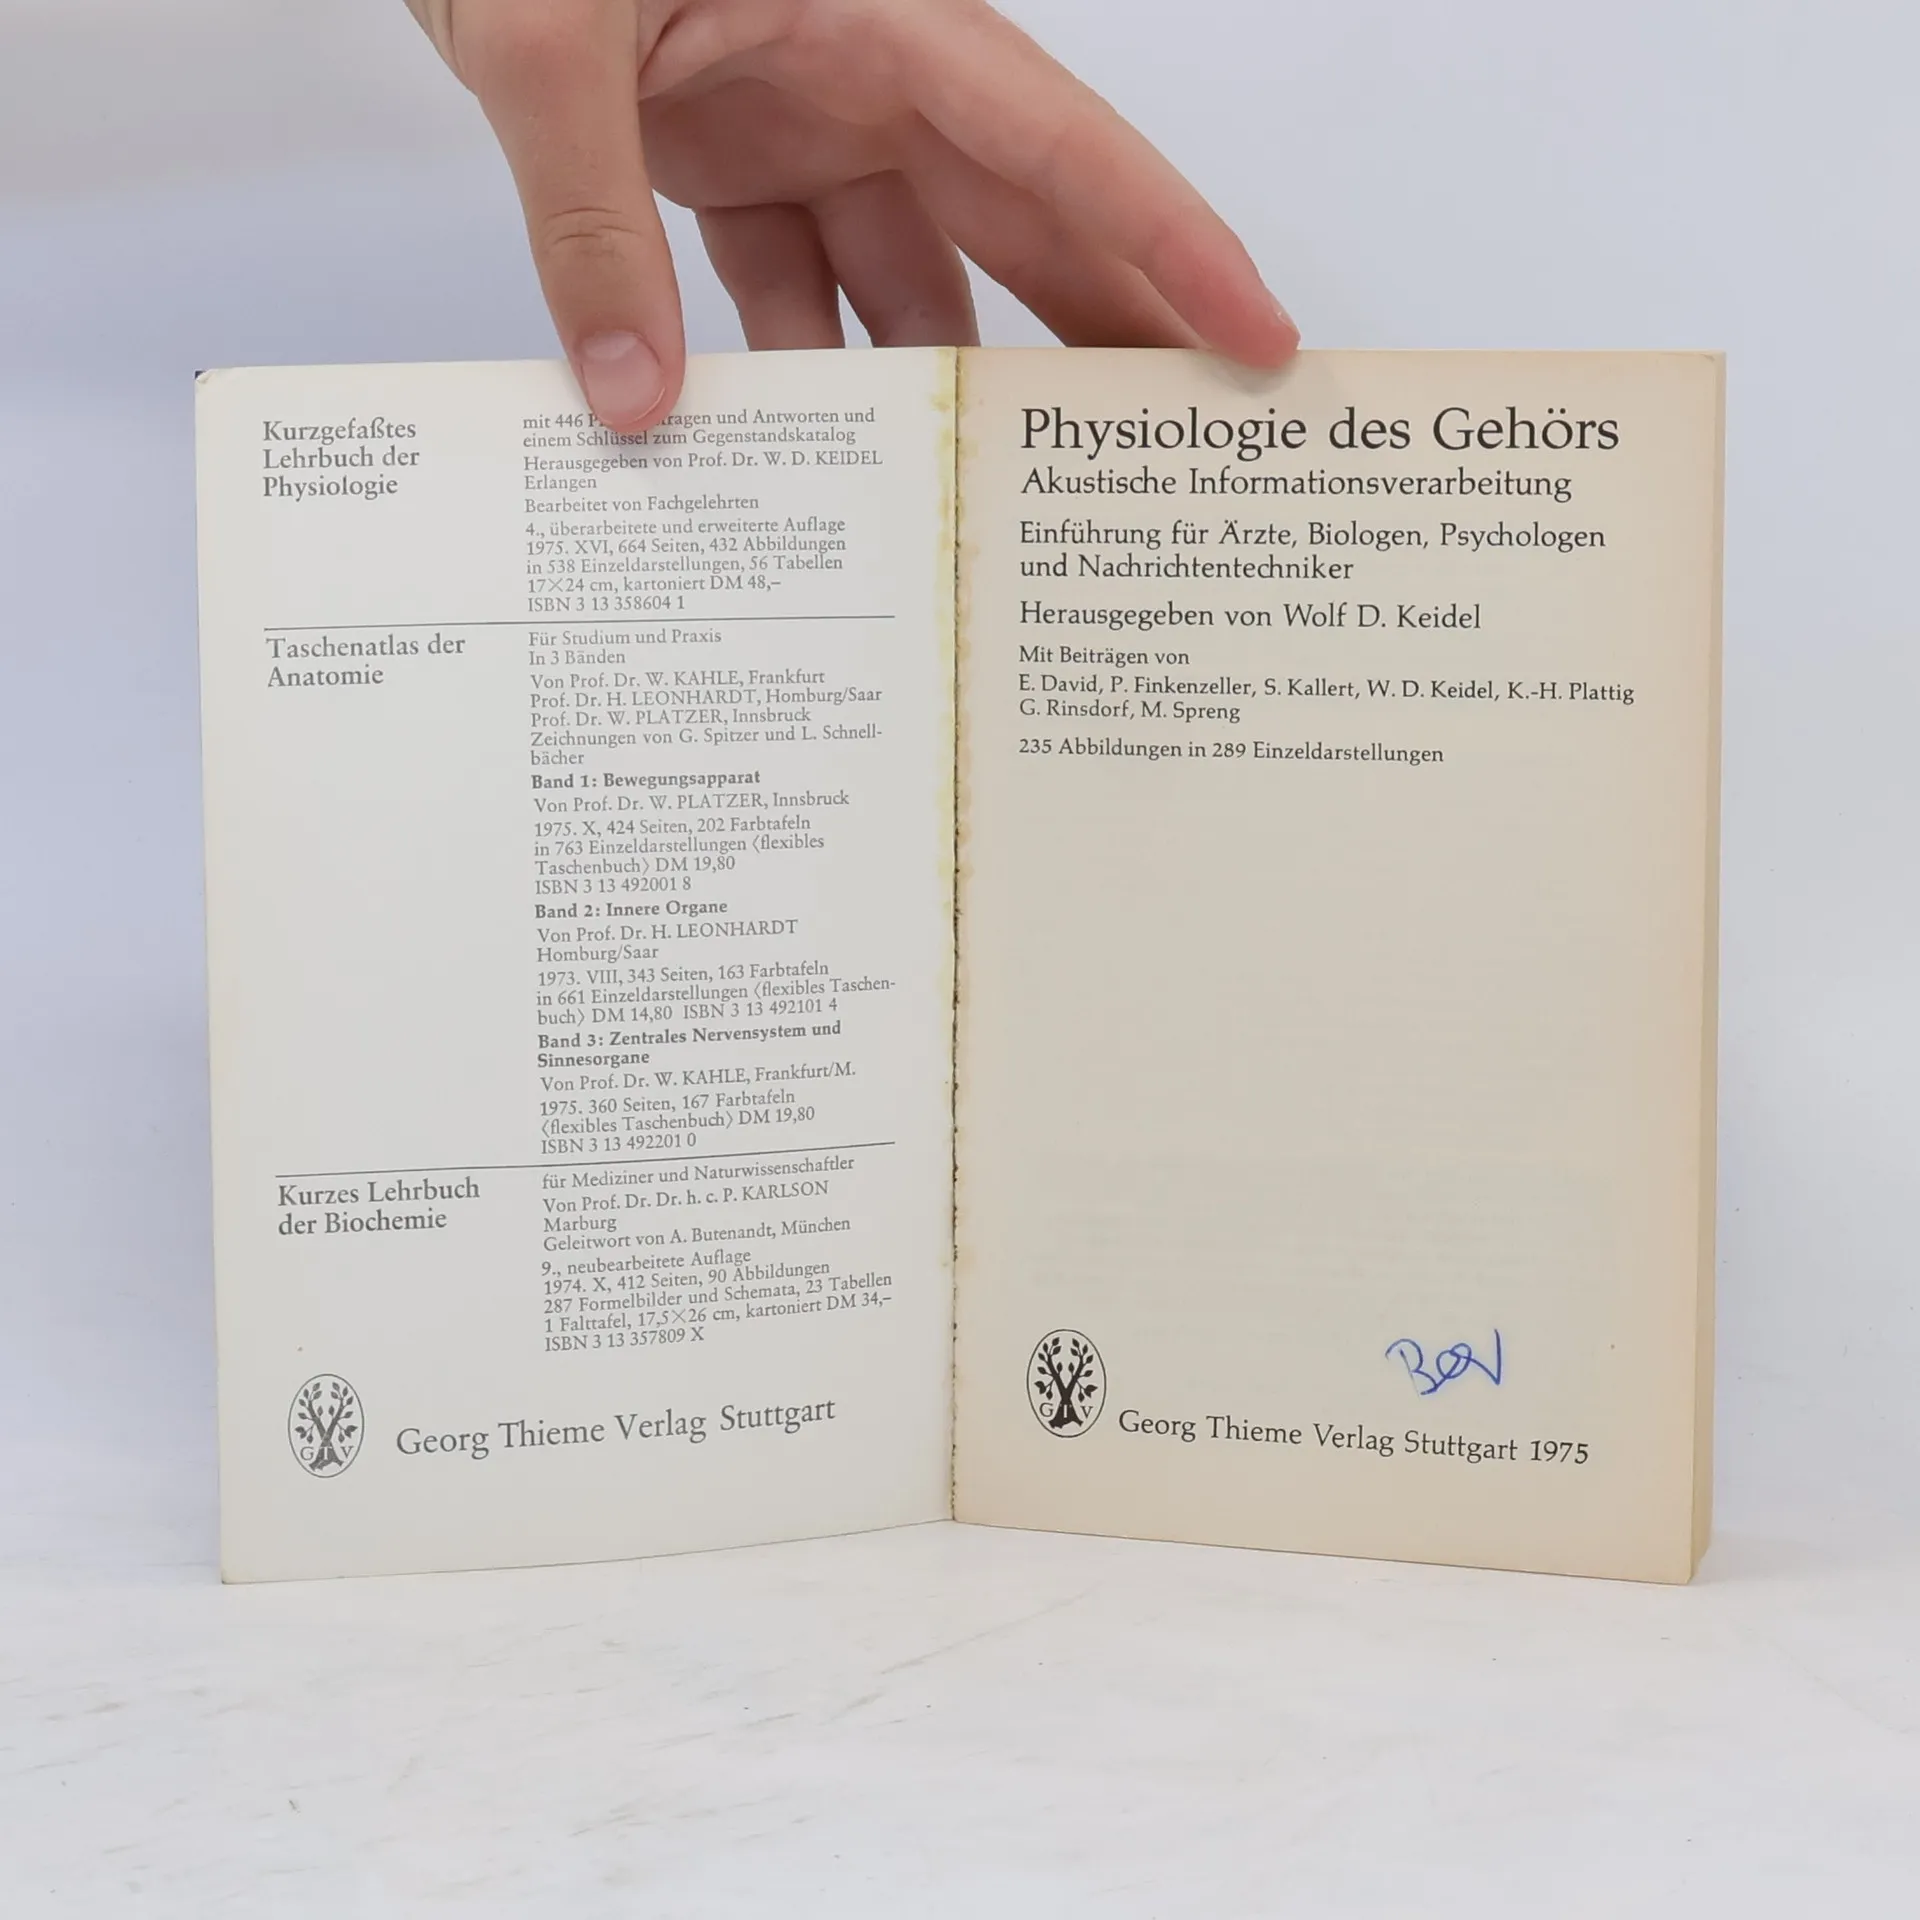 Kurzgefaßtes
Lehrbuch der
Physiologie
mit 446 und Antworten und
einem Schlüssel zum Gegenstandskatalog
Herausgegeben von Prof. Dr. W. D. KEIDEL
Erlangen
Bearbeitet von Fachgelehrten
4., überarbeitete und erweiterte Auflage
1975. XVI, 664 Seiten, 432 Abbildungen
in 538 Einzeldarstellungen, 56 Tabellen
17×24 cm, kartoniert DM 48,–
ISBN 3 13 358604 1
Taschenatlas der
Anatomie
Für Studium und Praxis
In 3 Bänden
Von Prof. Dr. W. KAHLE, Frankfurt
Prof. Dr. H. LEONHARDT, Homburg/Saar
Prof. Dr. W. PLATZER, Innsbruck
Zeichnungen von G. Spitzer und L. Schnell-
bächer
Band 1: Bewegungsapparat
Von Prof. Dr. W. PLATZER, Innsbruck
1975. X, 424 Seiten, 202 Farbtafeln
in 763 Einzeldarstellungen ⟨flexibles
Taschenbuch⟩ DM 19,80
ISBN 3 13 492001 8
Band 2: Innere Organe
Von Prof. Dr. H. LEONHARDT
Homburg/Saar
1973. VIII, 343 Seiten, 163 Farbtafeln
in 661 Einzeldarstellungen ⟨flexibles Taschen-
buch⟩ DM 14,80 ISBN 3 13 492101 4
Band 3: Zentrales Nervensystem und
Sinnesorgane
Von Prof. Dr. W. KAHLE, Frankfurt/M.
1975. 360 Seiten, 167 Farbtafeln
⟨flexibles Taschenbuch⟩ DM 19,80
ISBN 3 13 492201 0
Kurzes Lehrbuch
der Biochemie
für Mediziner und Naturwissenschaftler
Von Prof. Dr. Dr. h. c. P. KARLSON
Marburg
Geleitwort von A. Butenandt, München
9., neubearbeitete Auflage
1974. X, 412 Seiten, 90 Abbildungen
287 Formelbilder und Schemata, 23 Tabellen
1 Falttafel, 17,5×26 cm, kartoniert DM 34,–
ISBN 3 13 357809 X
G T V
Georg Thieme Verlag Stuttgart
Physiologie des Gehörs
Akustische Informationsverarbeitung
Einführung für Ärzte, Biologen, Psychologen
und Nachrichtentechniker
Herausgegeben von Wolf D. Keidel
Mit Beiträgen von
E. David, P. Finkenzeller, S. Kallert, W. D. Keidel, K.-H. Plattig
G. Rinsdorf, M. Spreng
235 Abbildungen in 289 Einzeldarstellungen
G T V
Georg Thieme Verlag Stuttgart 1975